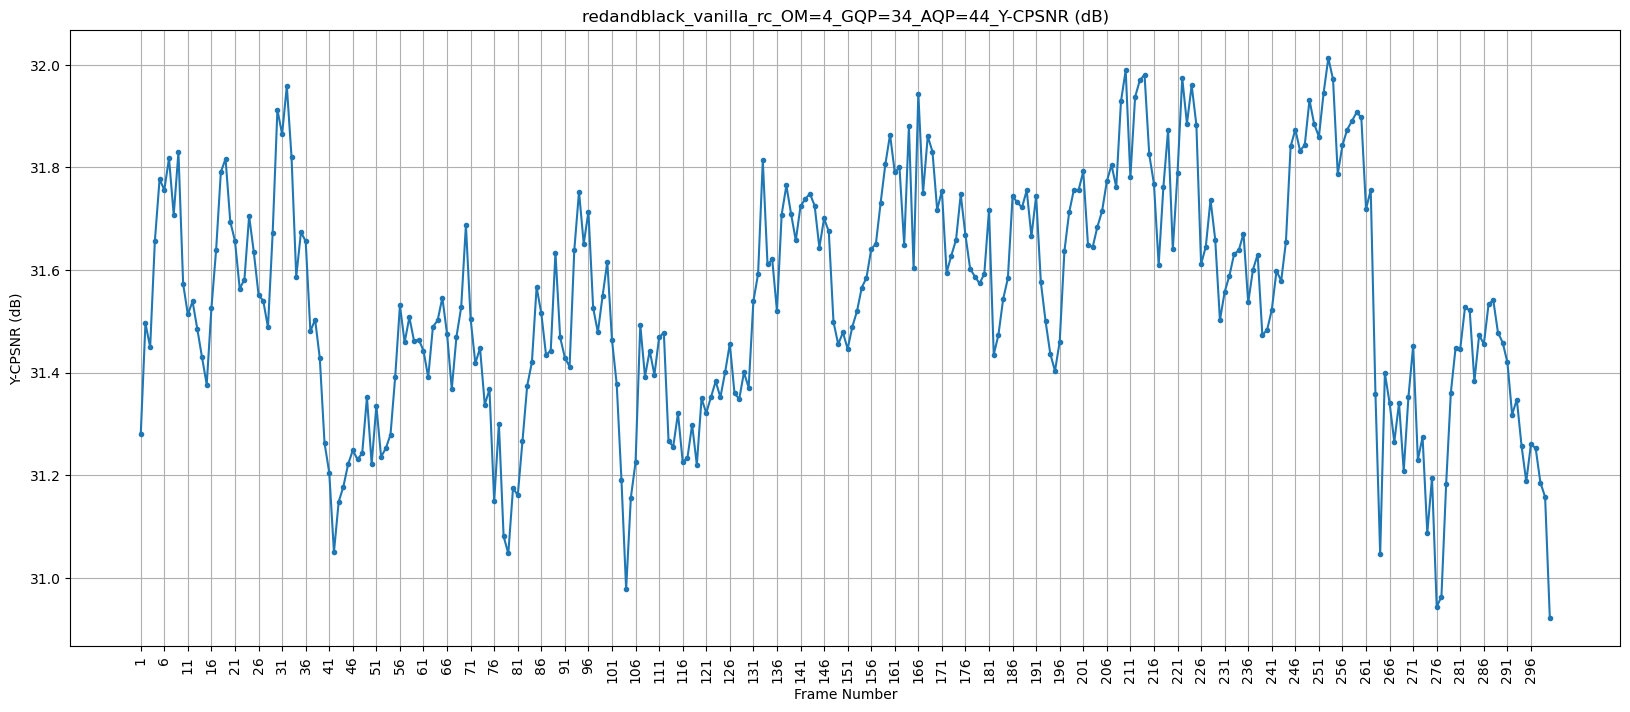 redandblack_vanilla_rc_OM=4_GQP=34_AQP=44_Y-CPSNR (dB)
32.0
31.8
31.6
31.4
31.2
31.0
Y-CPSNR (dB)
1 6 11 16 21 26 31 36 41 46 51 56 61 66 71 76 81 86 91 96 101 106 111 116 121 126 131 136 141 146 151 156 161 166 171 176 181 186 191 196 201 206 211 216 221 226 231 236 241 246 251 256 261 266 271 276 281 286 291 296
Frame Number